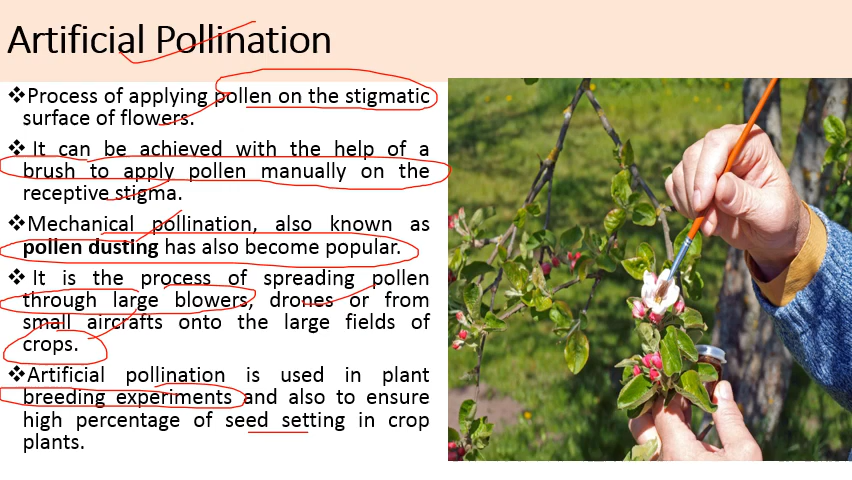 Artificial Pollination
❖Process of applying pollen on the stigmatic
surface of flowers.
❖ It can be achieved with the help of a
brush to apply pollen manually on the
receptive stigma.
❖Mechanical pollination, also known as
pollen dusting has also become popular.
❖ It is the process of spreading pollen
through large blowers, drones or from
small aircrafts onto the large fields of
crops.
❖Artificial pollination is used in plant
breeding experiments and also to ensure
high percentage of seed setting in crop
plants.